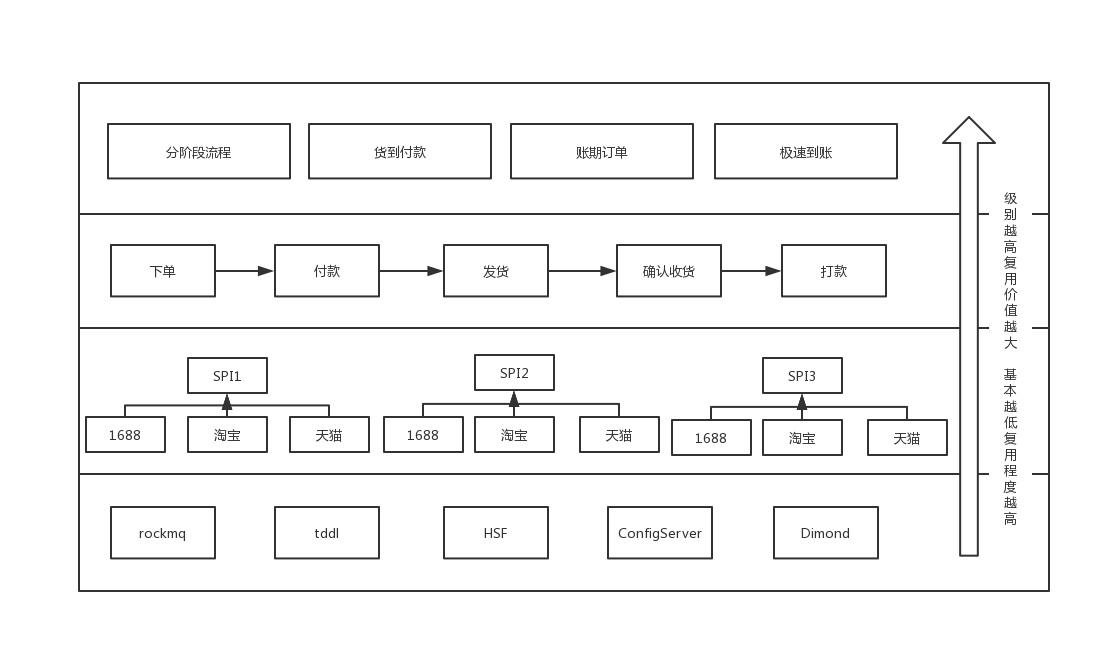 分阶段流程
货到付款
账期订单
极速到账
下单
付款
发货
确认收货
打款
SPI1
SPI2
SPI3
1688
淘宝
天猫
1688
淘宝
天猫
1688
淘宝
天猫
rockmq
tddl
HSF
ConfigServer
Dimond
级别越高复用价值越大
基本越低复用程度越高